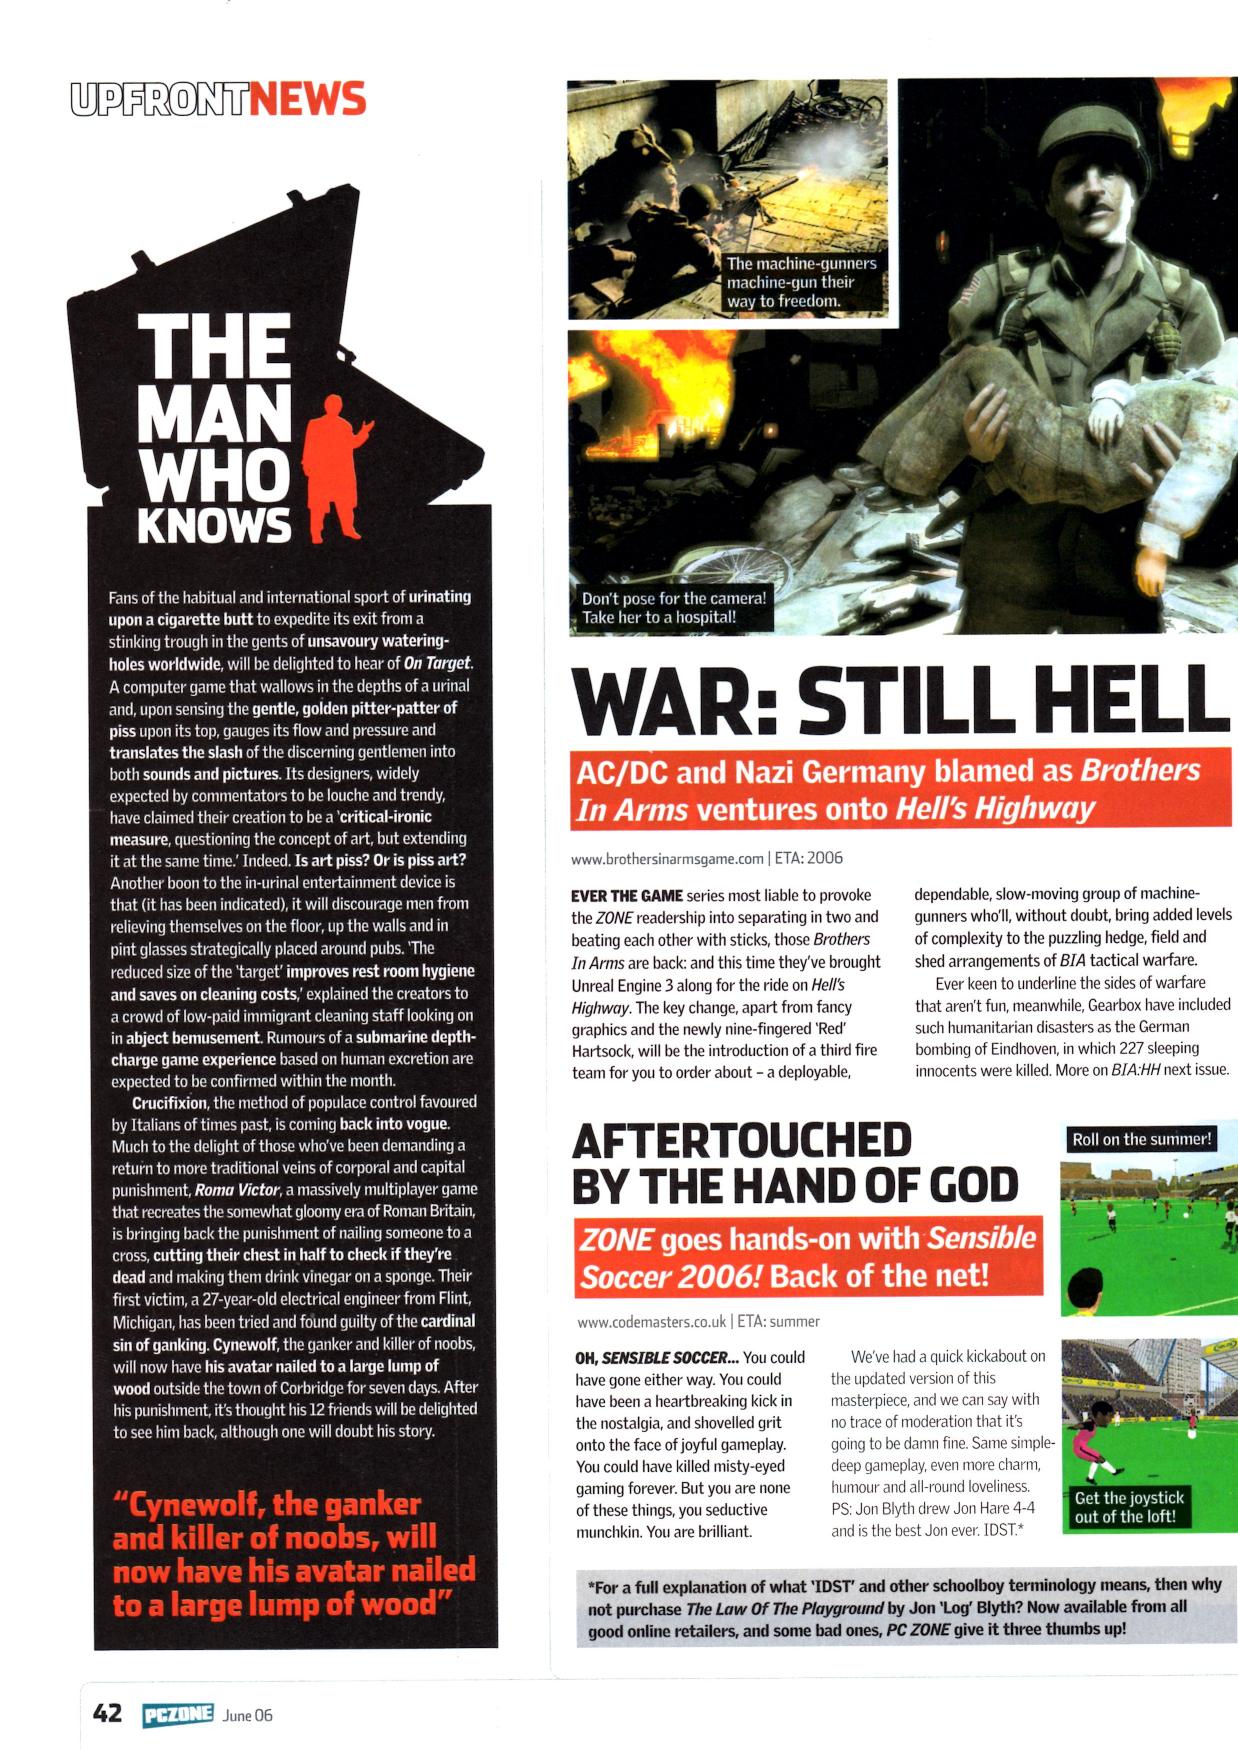 UPFRONTNEWS
THE
MAN
WHO
KNOWS
Fans of the habitual and international sport of urinating
upon a cigarette butt to expedite its exit from a
stinking trough in the gents of unsavoury watering-
holes worldwide, will be delighted to hear of On Target.
A computer game that wallows in the depths of a urinal
and, upon sensing the gentle, golden pitter-patter of
piss upon its top, gauges its flow and pressure and
translates the slash of the discerning gentlemen into
both sounds and pictures. Its designers, widely
expected by commentators to be louche and trendy,
have claimed their creation to be a 'critical-ironic
measure, questioning the concept of art, but extending
it at the same time.' Indeed. Is art piss? Or is piss art?
Another boon to the in-urinal entertainment device is
that (it has been indicated), it will discourage men from
relieving themselves on the floor, up the walls and in
pint glasses strategically placed around pubs. 'The
reduced size of the 'target' improves rest room hygiene
and saves on cleaning costs,' explained the creators to
a crowd of low-paid immigrant cleaning staff looking on
in abject bemusement. Rumours of a submarine depth-
charge game experience based on human excretion are
expected to be confirmed within the month.
Crucifixion, the method of populace control favoured
by Italians of times past, is coming back into vogue.
Much to the delight of those who've been demanding a
return to more traditional veins of corporal and capital
punishment, Roma Victor, a massively multiplayer game
that recreates the somewhat gloomy era of Roman Britain,
is bringing back the punishment of nailing someone to a
cross, cutting their chest in half to check if they're
dead and making them drink vinegar on a sponge. Their
first victim, a 27-year-old electrical engineer from Flint,
Michigan, has been tried and found guilty of the cardinal
sin of ganking. Cynewolf, the ganker and killer of noobs,
will now have his avatar nailed to a large lump of
wood outside the town of Corbridge for seven days. After
his punishment, it's thought his 12 friends will be delighted
to see him back, although one will doubt his story.
"Cynewolf, the ganker
and killer of noobs, will
now have his avatar nailed
to a large lump of wood"
The machine-gunners
machine-gun their
way to freedom.
Don't pose for the camera!
Take her to a hospital!
WAR: STILL HELL
AC/DC and Nazi Germany blamed as Brothers
In Arms ventures onto Hell's Highway
www.brothersinarmsgame.com | ETA: 2006
EVER THE GAME series most liable to provoke
the ZONE readership into separating in two and
beating each other with sticks, those Brothers
In Arms are back: and this time they've brought
Unreal Engine 3 along for the ride on Hell's
Highway. The key change, apart from fancy
graphics and the newly nine-fingered 'Red'
Hartsock, will be the introduction of a third fire
team for you to order about – a deployable,
dependable, slow-moving group of machine-
gunners who'll, without doubt, bring added levels
of complexity to the puzzling hedge, field and
shed arrangements of BIA tactical warfare.
Ever keen to underline the sides of warfare
that aren't fun, meanwhile, Gearbox have included
such humanitarian disasters as the German
bombing of Eindhoven, in which 227 sleeping
innocents were killed. More on BIA:HH next issue.
AFTERTOUCHED
BY THE HAND OF GOD
ZONE goes hands-on with Sensible
Soccer 2006! Back of the net!
www.codemasters.co.uk | ETA: summer
OH, SENSIBLE SOCCER... You could
have gone either way. You could
have been a heartbreaking kick in
the nostalgia, and shovelled grit
onto the face of joyful gameplay.
You could have killed misty-eyed
gaming forever. But you are none
of these things, you seductive
munchkin. You are brilliant.
We've had a quick kickabout on
the updated version of this
masterpiece, and we can say with
no trace of moderation that it's
going to be damn fine. Same simple-
deep gameplay, even more charm,
humour and all-round loveliness.
PS: Jon Blyth drew Jon Hare 4-4
and is the best Jon ever. IDST.*
Roll on the summer!
Get the joystick
out of the loft!
*For a full explanation of what 'IDST' and other schoolboy terminology means, then why
not purchase The Law Of The Playground by Jon 'Log' Blyth? Now available from all
good online retailers, and some bad ones, PC ZONE give it three thumbs up!
42 PCZONE June 06